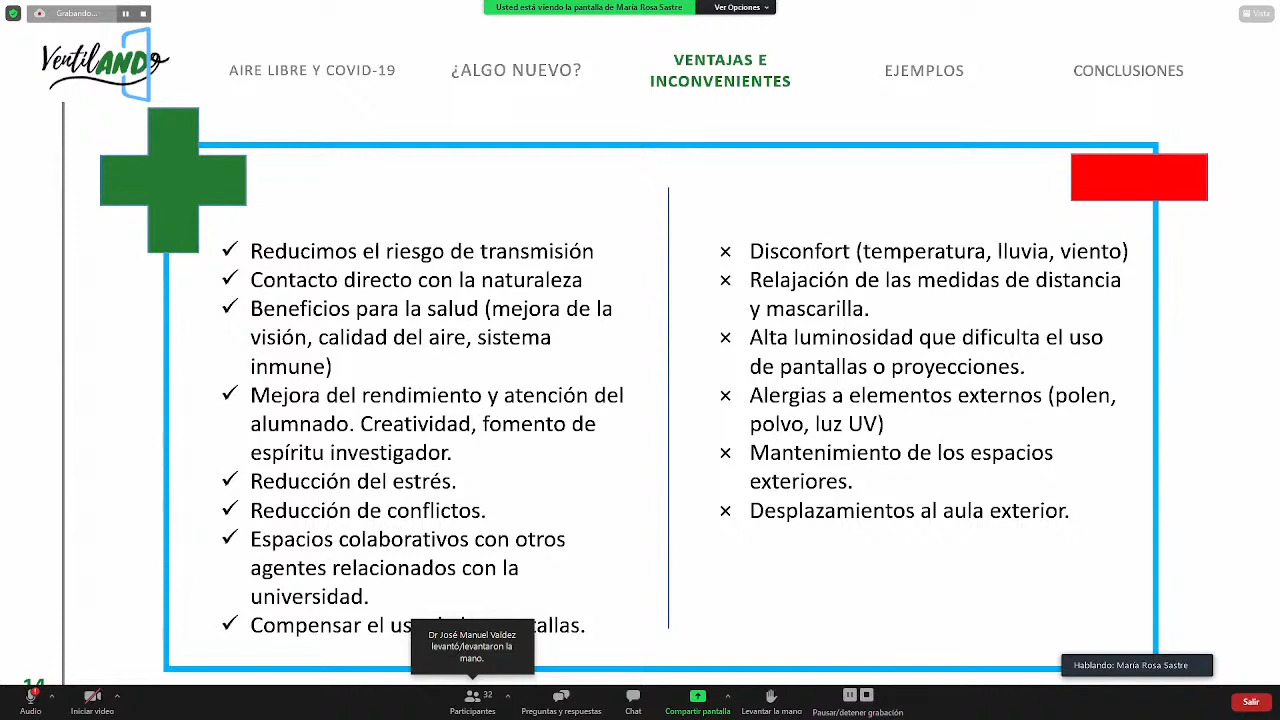 Grabando...
Usted está viendo la pantalla de María Rosa Sastre
Ver Opciones
Vista
VentilANDo
AIRE LIBRE Y COVID-19
¿ALGO NUEVO?
VENTAJAS E
INCONVENIENTES
EJEMPLOS
CONCLUSIONES
Reducimos el riesgo de transmisión
Contacto directo con la naturaleza
Beneficios para la salud (mejora de la
visión, calidad del aire, sistema
inmune)
Mejora del rendimiento y atención del
alumnado. Creatividad, fomento de
espíritu investigador.
Reducción del estrés.
Reducción de conflictos.
Espacios colaborativos con otros
agentes relacionados con la
universidad.
Compensar el
Disconfort (temperatura, lluvia, viento)
Relajación de las medidas de distancia
y mascarilla.
Alta luminosidad que dificulta el uso
de pantallas o proyecciones.
Alergias a elementos externos (polen,
polvo, luz UV)
Mantenimiento de los espacios
exteriores.
Desplazamientos al aula exterior.
Dr José Manuel Valdez
levantó/levantaron la
mano.
Hablando: María Rosa Sastre
14
Audio
Iniciar video
32
Participantes
Preguntas y respuestas
Chat
Compartir pantalla
Levantar la mano
Pausar/detener grabación
Salir